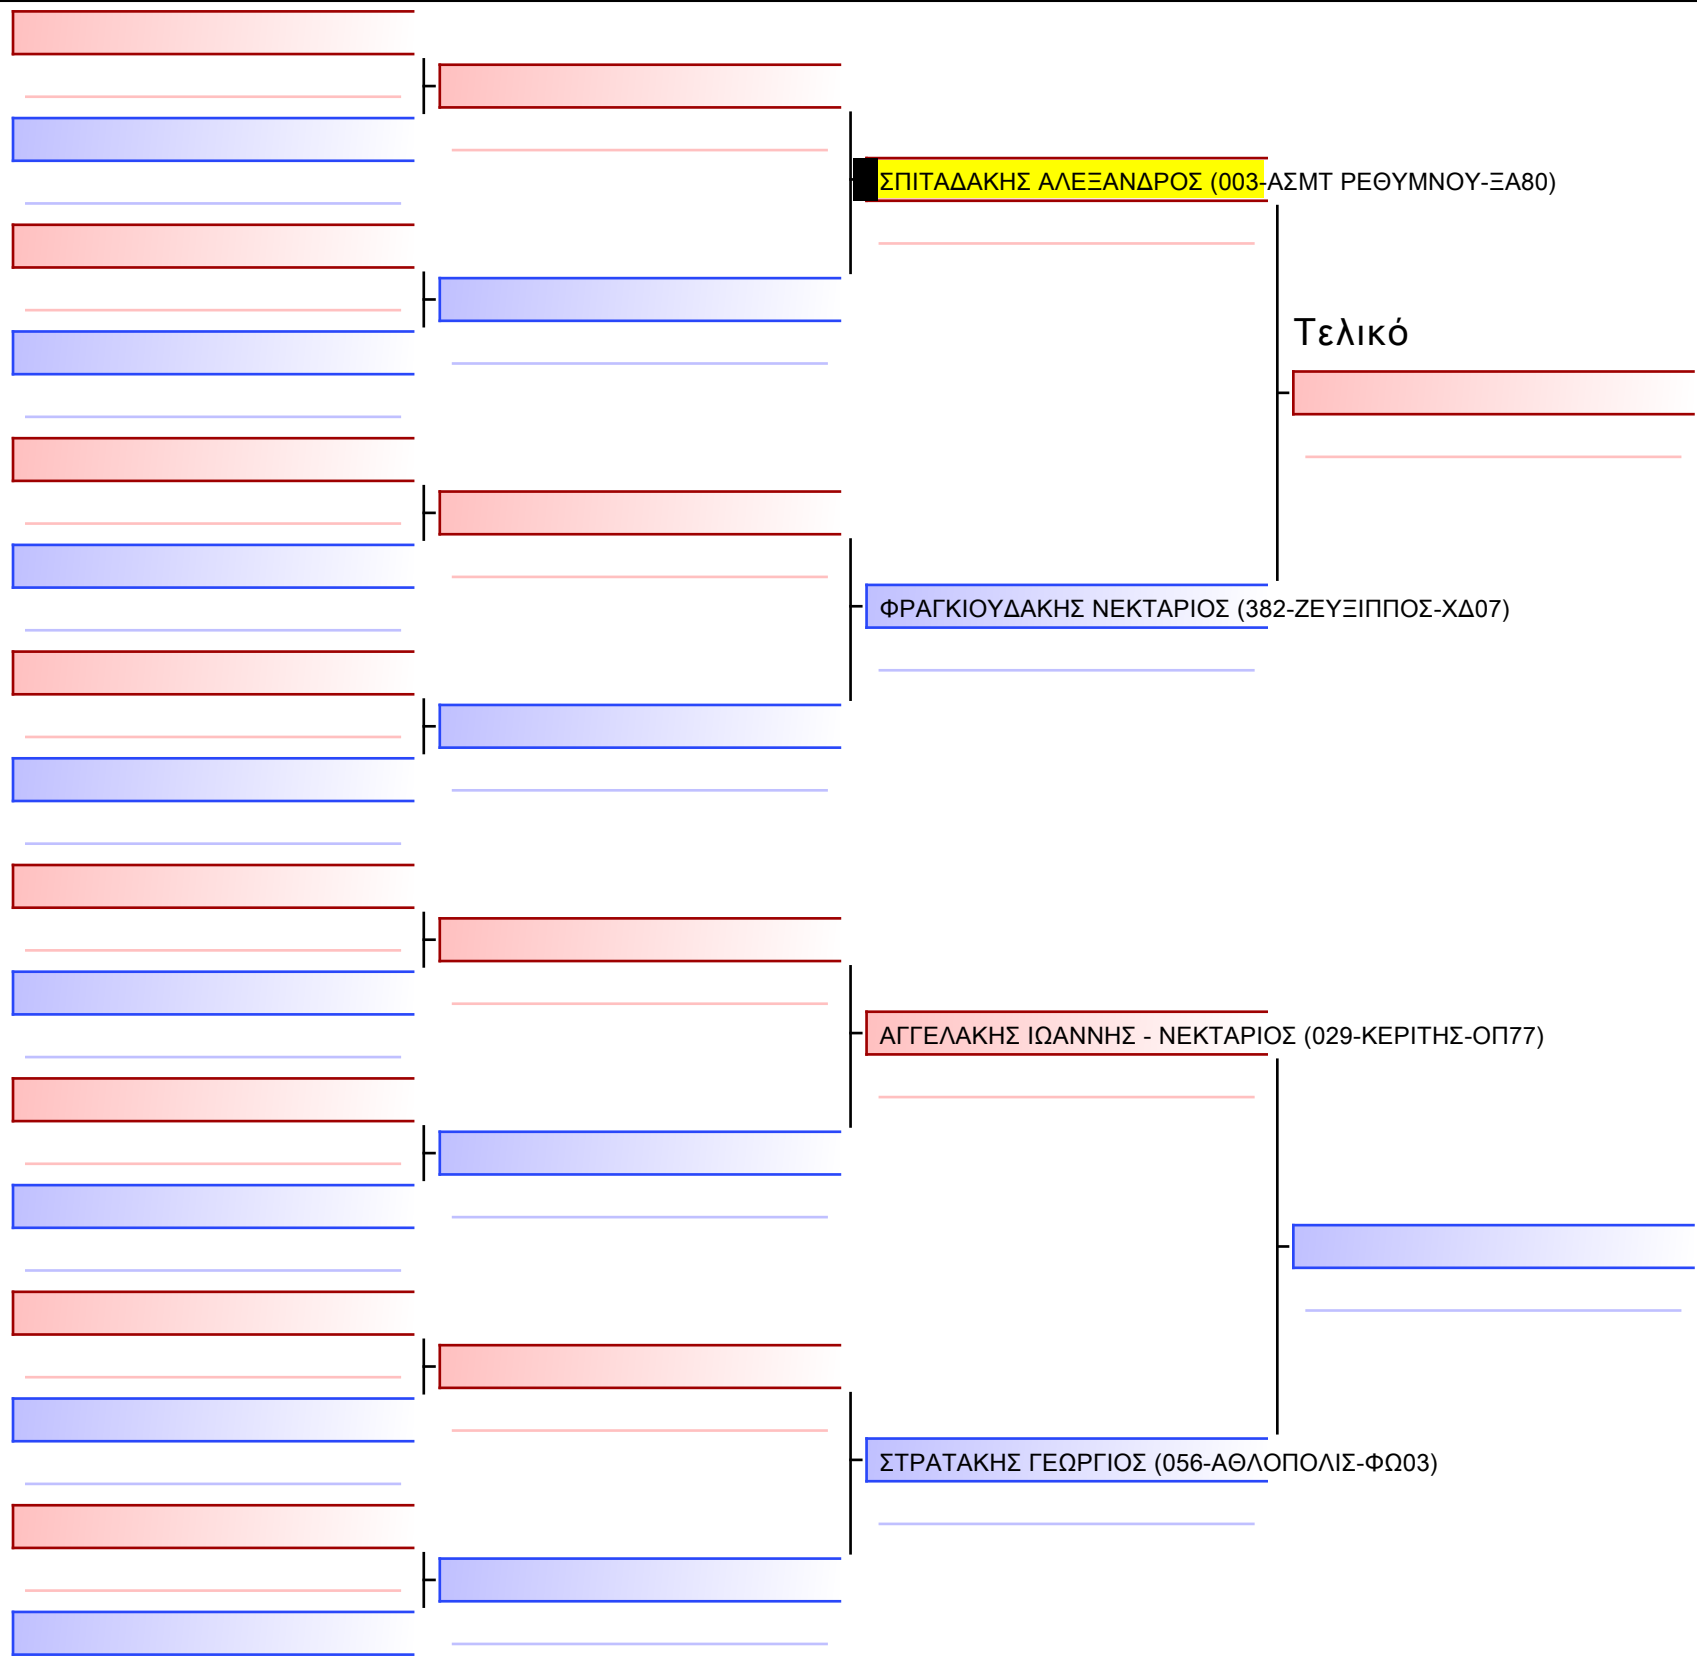 ΣΠΙΤΑΔΑΚΗΣ ΑΛΕΞΑΝΔΡΟΣ (003-ΑΣΜΤ ΡΕΘΥΜΝΟΥ-ΞΑ80)
Τελικό
ΦΡΑΓΚΙΟΥΔΑΚΗΣ ΝΕΚΤΑΡΙΟΣ (382-ΖΕΥΞΙΠΠΟΣ-ΧΔ07)
ΑΓΓΕΛΑΚΗΣ ΙΩΑΝΝΗΣ - ΝΕΚΤΑΡΙΟΣ (029-ΚΕΡΙΤΗΣ-ΟΠ77)
ΣΤΡΑΤΑΚΗΣ ΓΕΩΡΓΙΟΣ (056-ΑΘΛΟΠΟΛΙΣ-ΦΩ03)